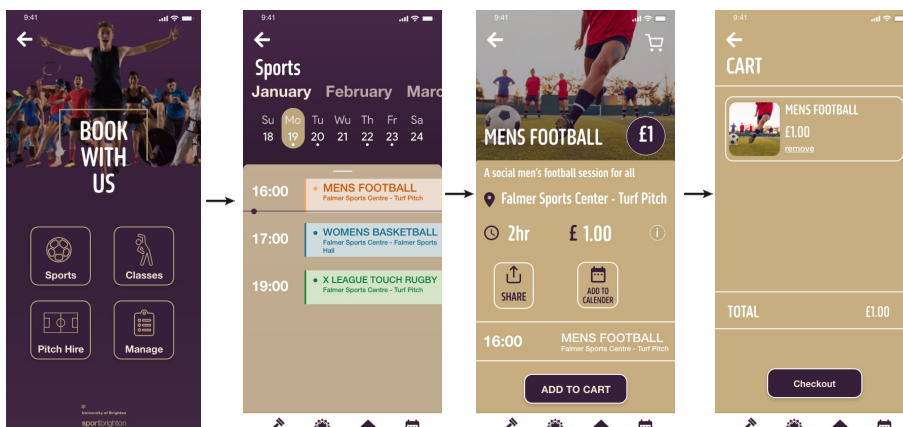 9:41
BOOK
WITH
US
Sports
Classes
Pitch Hire
Manage
University of Brighton
sportbrighton
9:41
Sports
January February Marc
Su Mo Tu We Th Fr Sa
18 19 20 21 22 23 24
16:00
MENS FOOTBALL
Falmer Sports Centre - Turf Pitch
17:00
WOMENS BASKETBALL
Falmer Sports Centre - Falmer Sports
Hall
19:00
X LEAGUE TOUCH RUGBY
Falmer Sports Centre - Turf Pitch
9:41
MENS FOOTBALL
£1
A social men's football session for all
Falmer Sports Center - Turf Pitch
2hr
£ 1.00
i
SHARE
ADD TO
CALENDER
16:00
MENS FOOTBALL
Falmer Sports Centre - Turf Pitch
ADD TO CART
9:41
CART
MENS FOOTBALL
£1.00
remove
TOTAL £1.00
Checkout